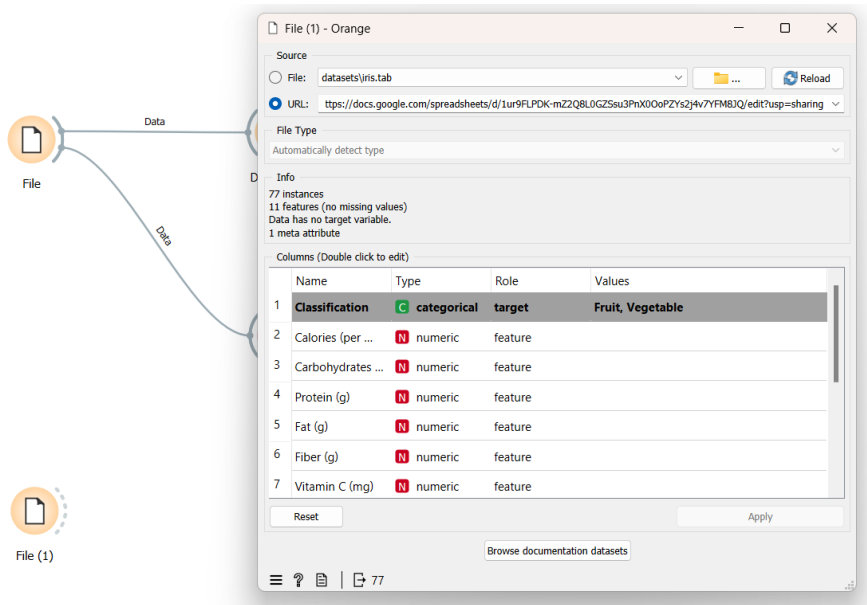 File (1) - Orange
Source
File: datasets\iris.tab ... Reload
URL: ttps://docs.google.com/spreadsheets/d/1ur9FLPDK-mZ2Q8L0GZSsu3PnX0OoPZYs2j4v7YFM8JQ/edit?usp=sharing
File Type
Automatically detect type
Info
77 instances
11 features (no missing values)
Data has no target variable.
1 meta attribute
Columns (Double click to edit)
Name Type Role Values
1 Classification C categorical target Fruit, Vegetable
2 Calories (per ... N numeric feature
3 Carbohydrates ... N numeric feature
4 Protein (g) N numeric feature
5 Fat (g) N numeric feature
6 Fiber (g) N numeric feature
7 Vitamin C (mg) N numeric feature
Reset Apply
Browse documentation datasets
? 77
Data
File
D
Data
File (1)